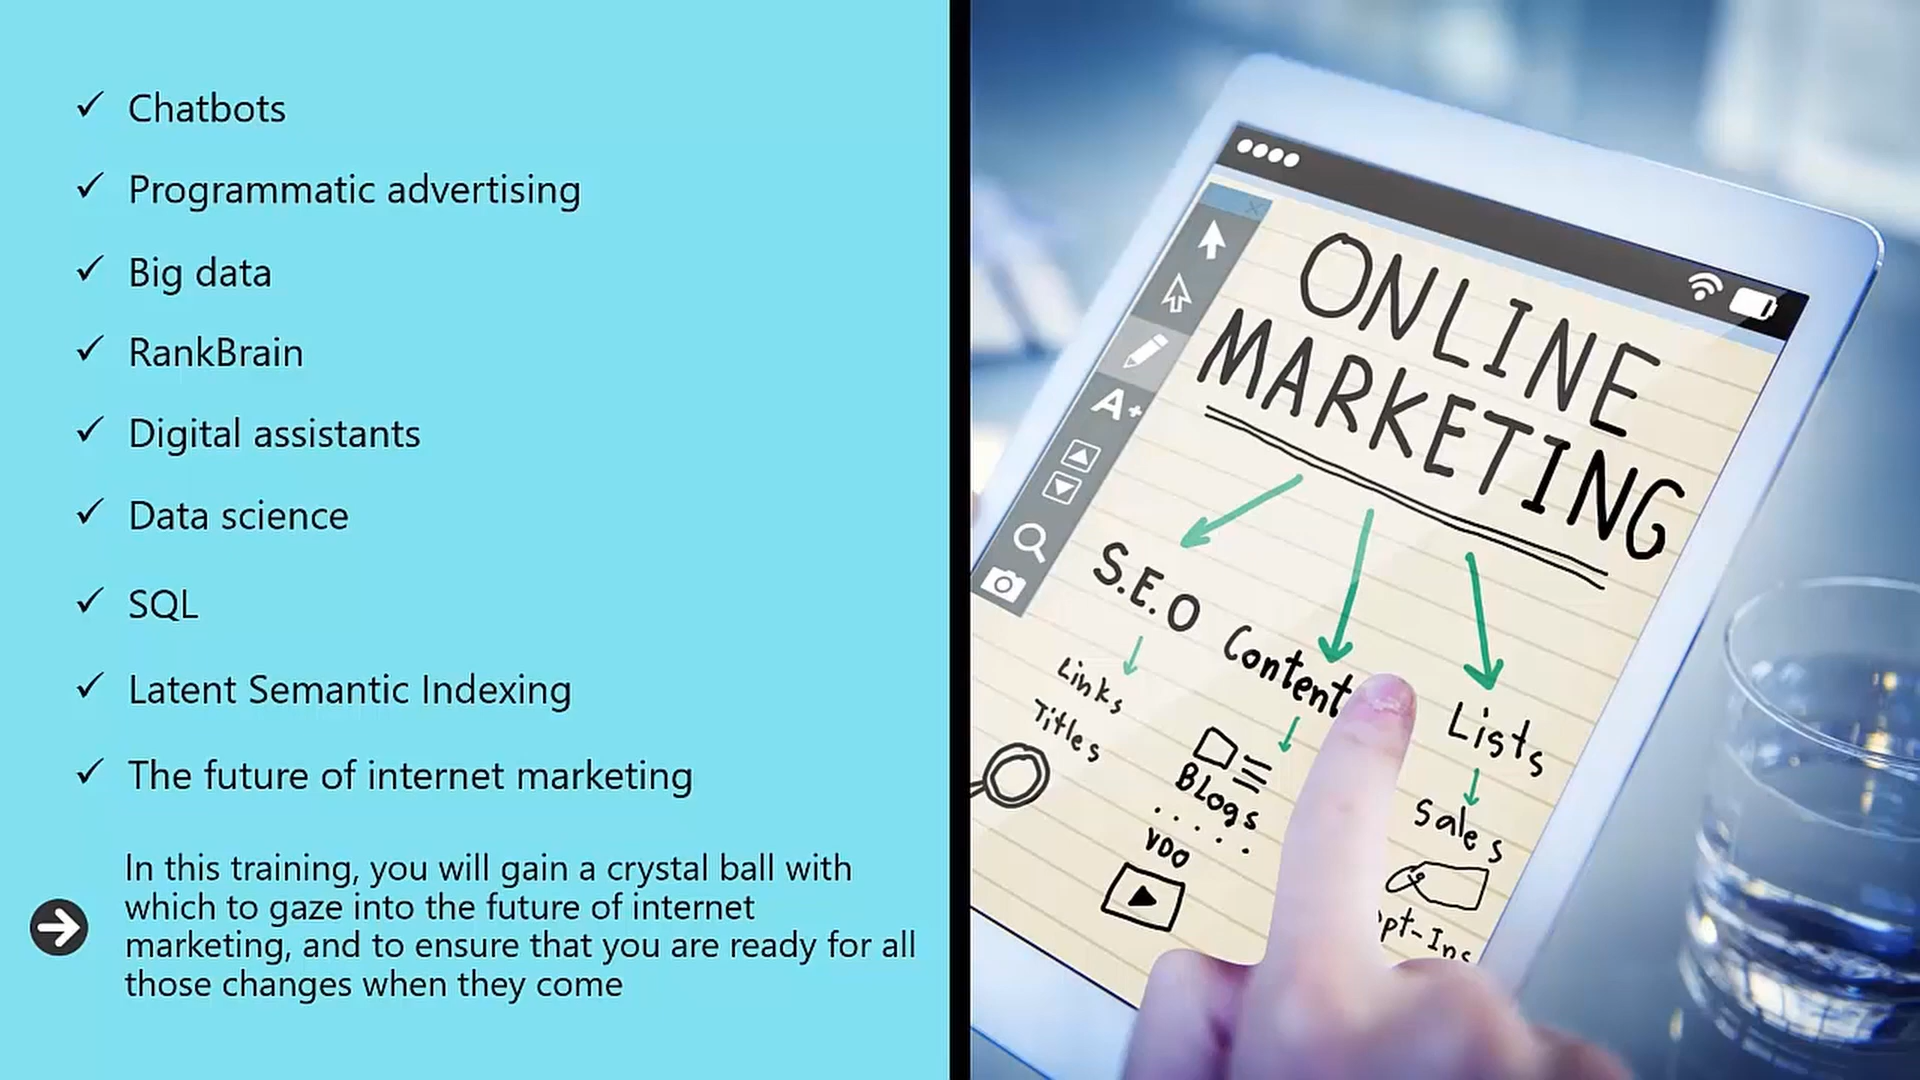 Chatbots
Programmatic advertising
Big data
RankBrain
Digital assistants
Data science
SQL
Latent Semantic Indexing
The future of internet marketing
In this training, you will gain a crystal ball with
which to gaze into the future of internet
marketing, and to ensure that you are ready for all
those changes when they come
ONLINE
MARKETING
S.E.O
Content
Lists
Links
Titles
Blogs
VDO
Sales
pt-Ins
A+